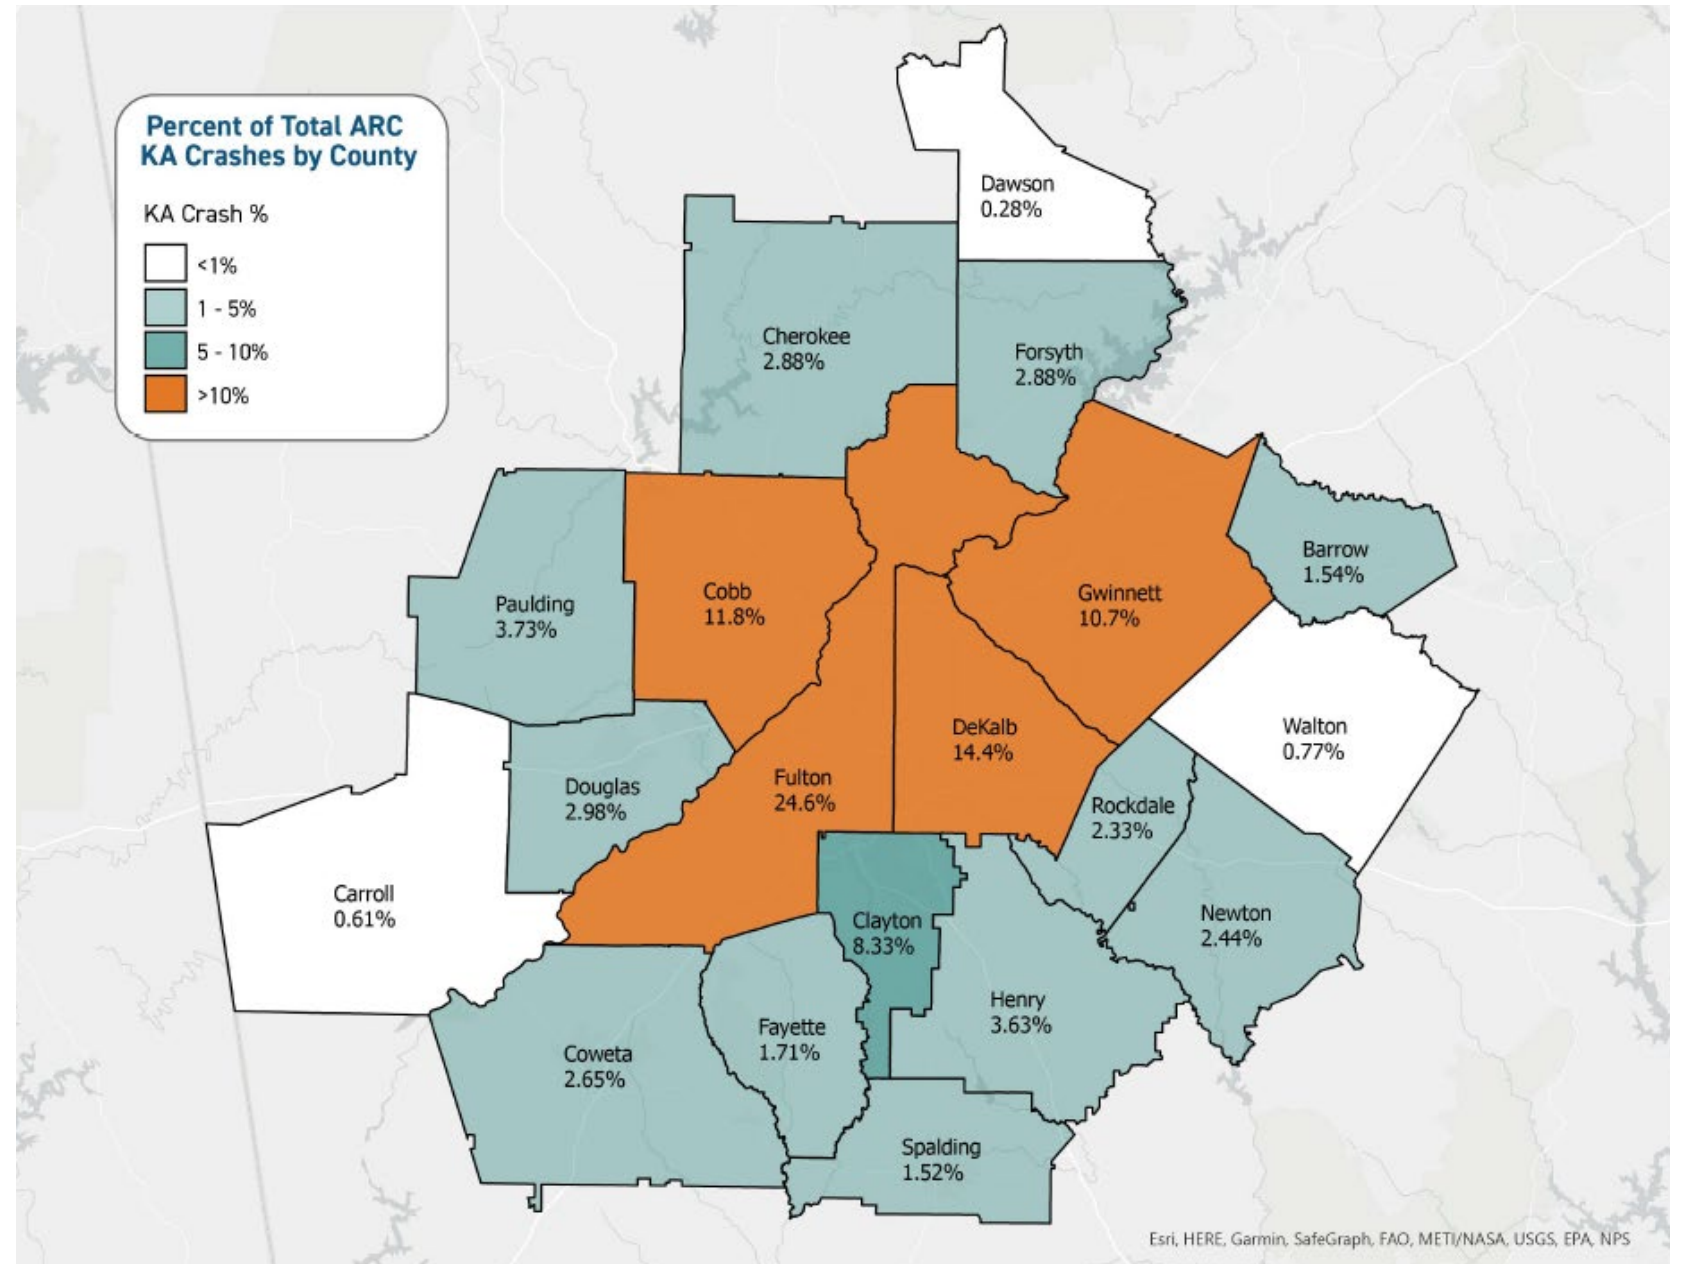 Percent of Total ARC
KA Crashes by County
KA Crash %
<1%
1 - 5%
5 - 10%
>10%
Dawson
0.28%
Cherokee
2.88%
Forsyth
2.88%
Barrow
1.54%
Paulding
3.73%
Cobb
11.8%
Gwinnett
10.7%
DeKalb
14.4%
Walton
0.77%
Fulton
24.6%
Douglas
2.98%
Rockdale
2.33%
Carroll
0.61%
Clayton
8.33%
Newton
2.44%
Henry
3.63%
Fayette
1.71%
Coweta
2.65%
Spalding
1.52%
Esri, HERE, Garmin, SafeGraph, FAO, METI/NASA, USGS, EPA, NPS